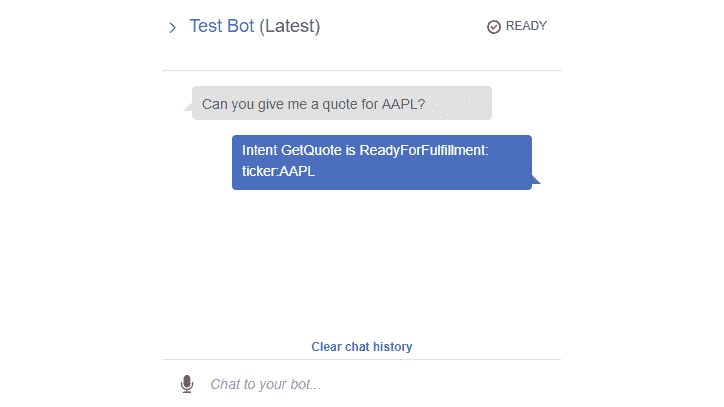 Test Bot (Latest)
READY
Can you give me a quote for AAPL?
Intent GetQuote is ReadyForFulfillment:
ticker:AAPL
Clear chat history
Chat to your bot...